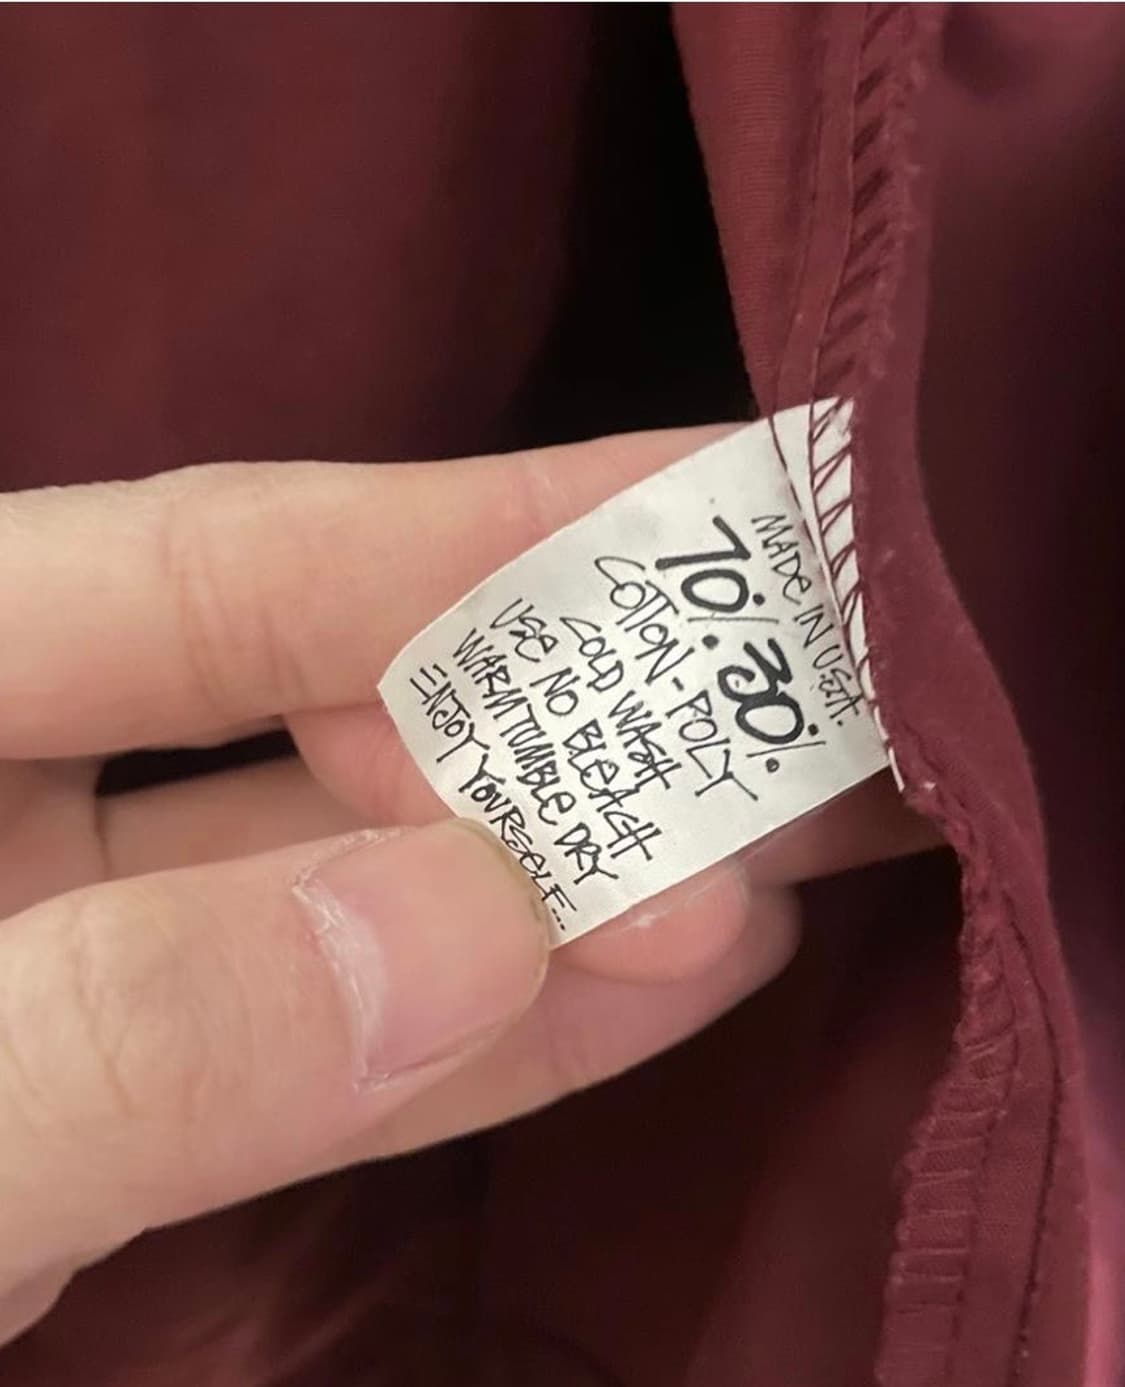 MADE IN U.S.A.
70%.30%
COTTON-POLY
COLD WASH
USE NO BLEACH
WARM TUMBLE DRY
ENJOY YOURSELF...